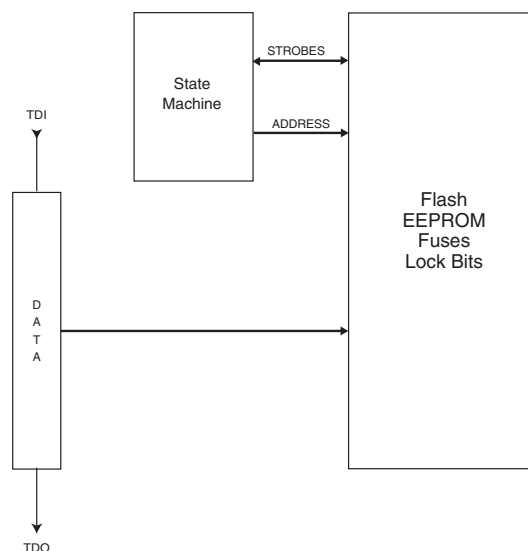 STROBES
State
Machine
ADDRESS
TDI
Flash
EEPROM
Fuses
Lock Bits
D
A
T
A
TDO